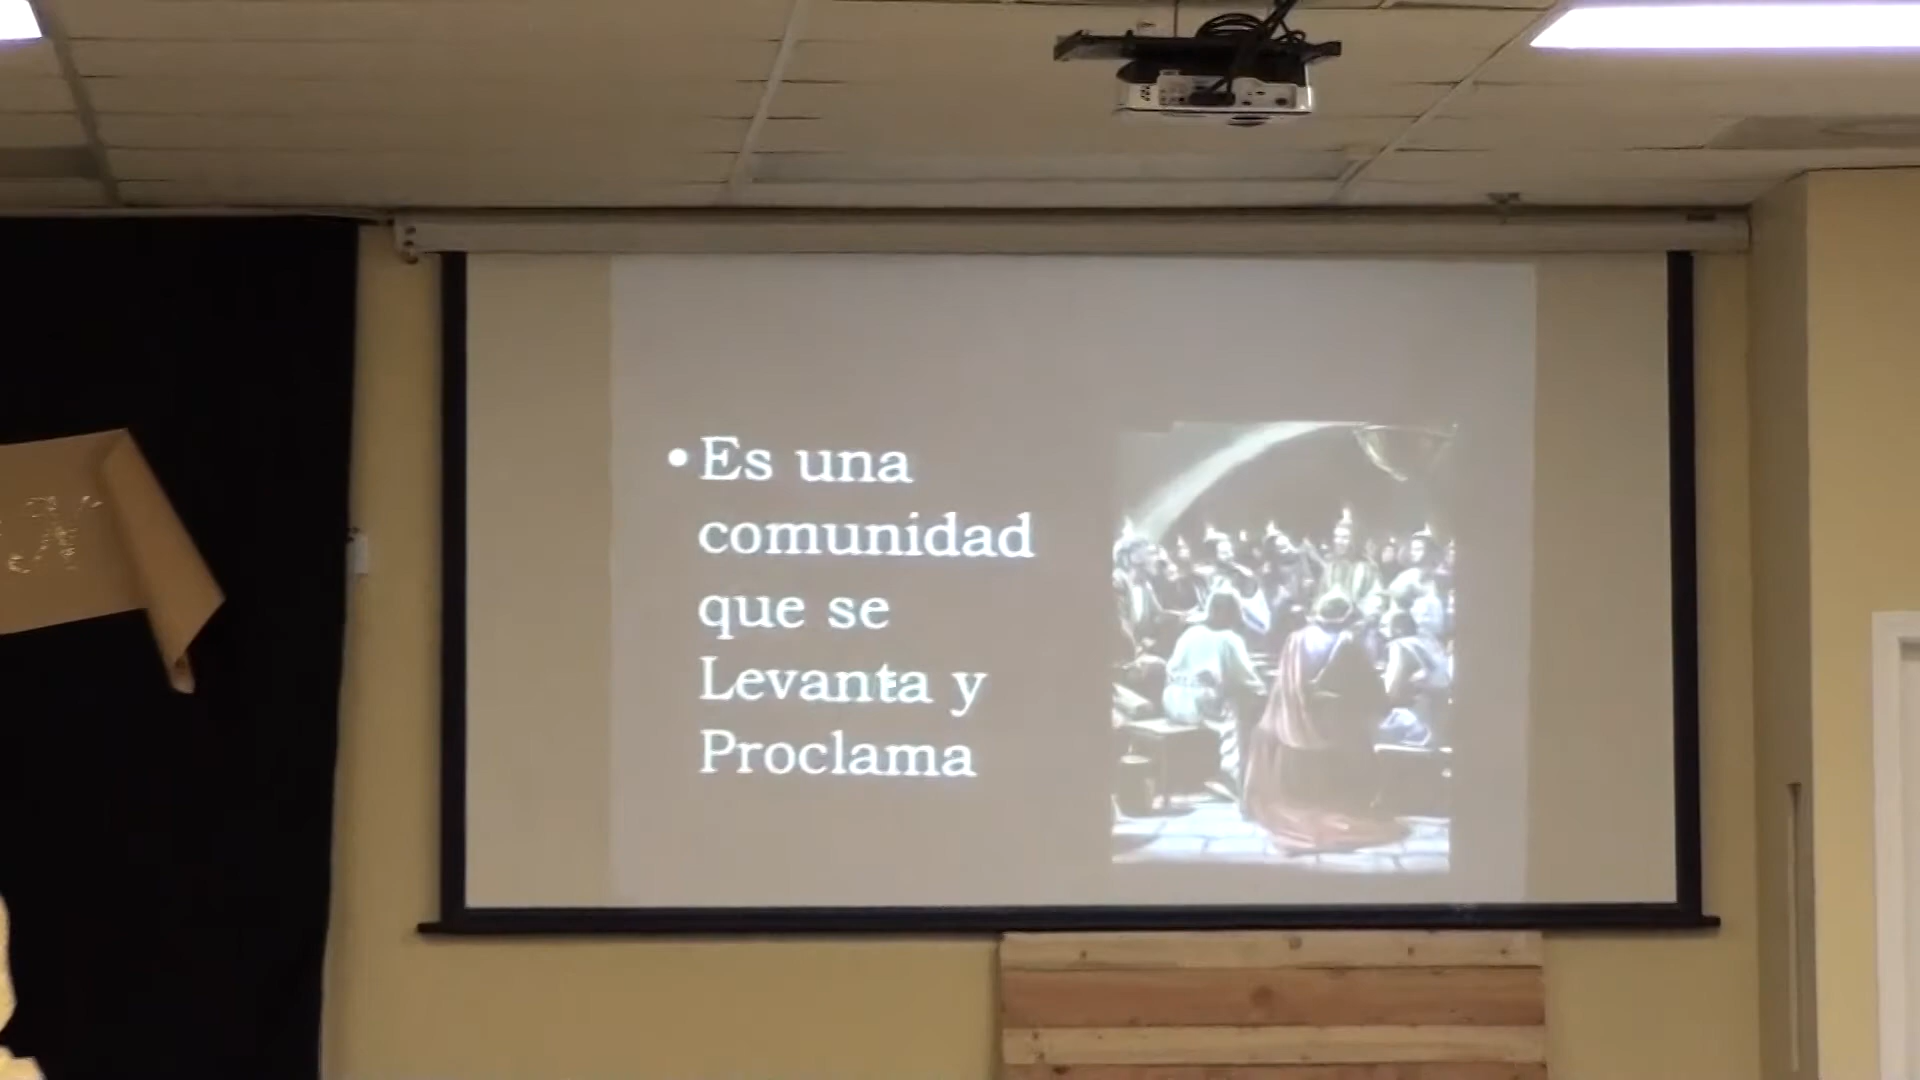 • Es una
comunidad
que se
Levanta y
Proclama